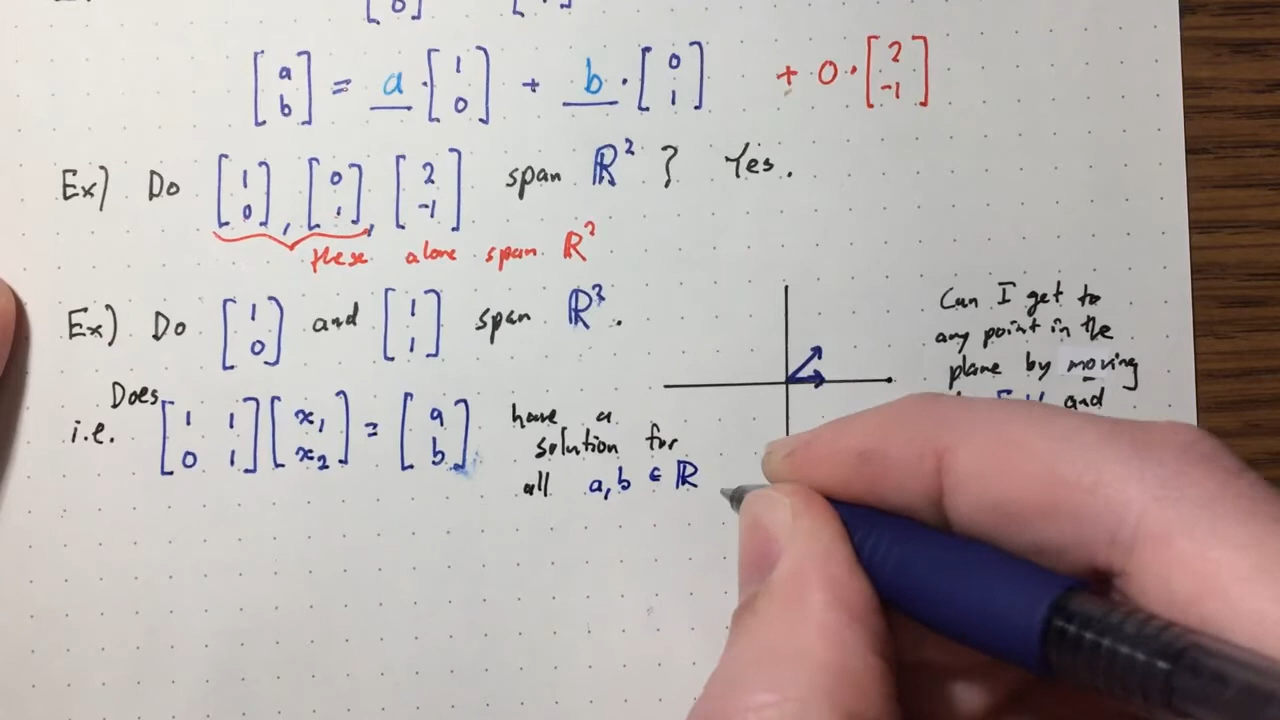 [a b] = a · [1 0] + b · [0 1] + 0 · [2 -1]
Ex) Do [1 0], [0 1], [2 -1] span ℝ² ? Yes.
these alone span ℝ²
Ex) Do [1 0] and [1 1] span ℝ².
Can I get to
any point in the
plane by moving
and
Does
i.e. [1 1 0 1] [x₁ x₂] = [a b] have a
solution for
all a, b ∈ ℝ